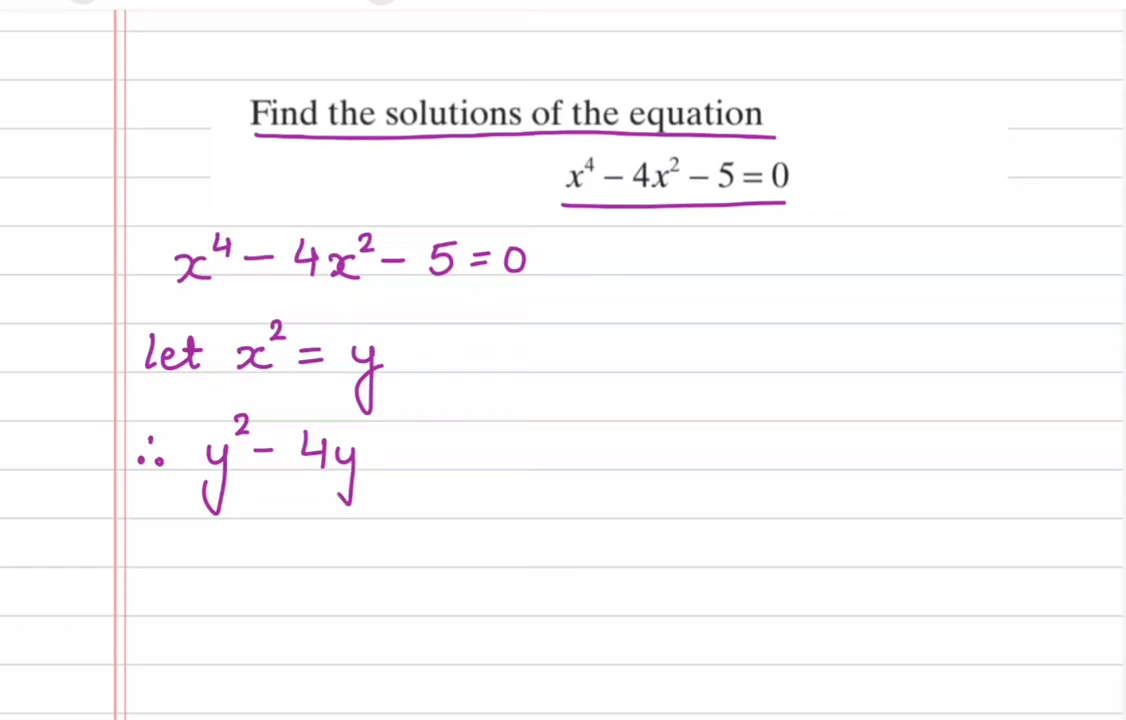 Find the solutions of the equation
x⁴ – 4x² – 5 = 0
x⁴ – 4x² – 5 = 0
let x² = y
∴ y² – 4y